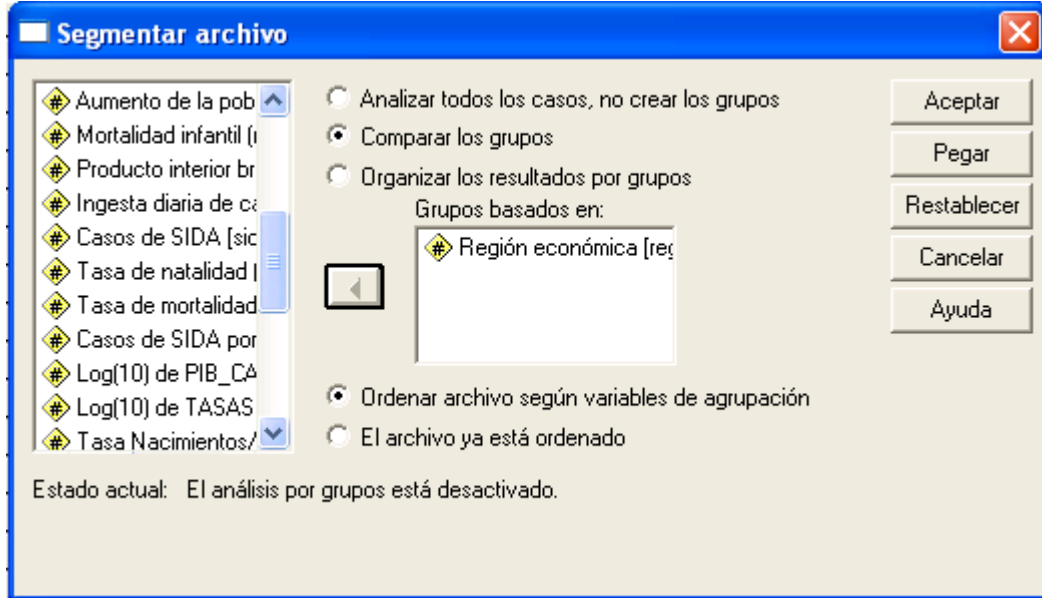 Segmentar archivo
Aumento de la pob
Mortalidad infantil (
Producto interior br
Ingesta diaria de ca
Casos de SIDA [sid
Tasa de natalidad
Tasa de mortalidad
Casos de SIDA por
Log(10) de PIB_CA
Log(10) de TASAS
Tasa Nacimientos/
Analizar todos los casos, no crear los grupos
Comparar los grupos
Organizar los resultados por grupos
Grupos basados en:
Región económica [reg
Ordenar archivo según variables de agrupación
El archivo ya está ordenado
Aceptar
Pegar
Restablecer
Cancelar
Ayuda
Estado actual: El análisis por grupos está desactivado.